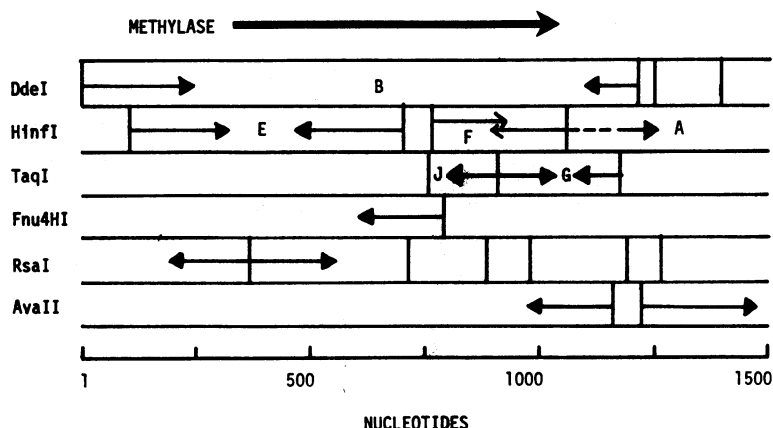 METHYLASE
DdeI B
HinfI E F A
TaqI J G
Fnu4HI
RsaI
AvaII
1 500 1000 1500
NUCLEOTIDES